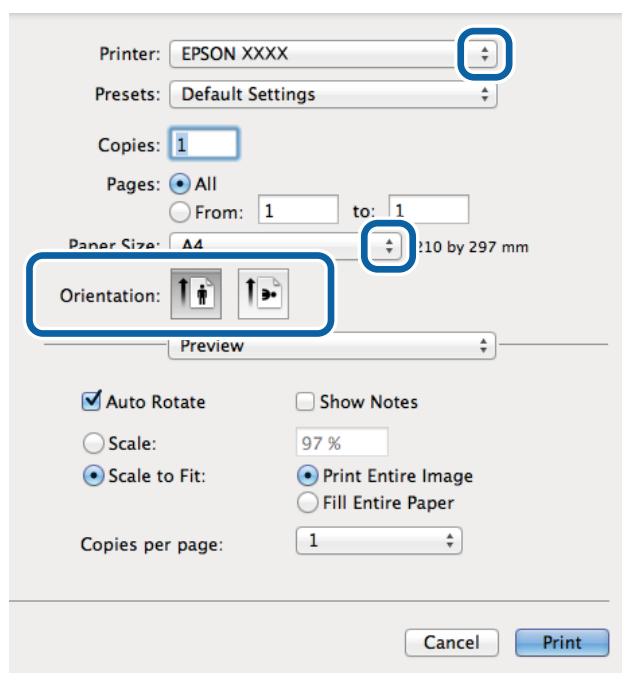 Printer: EPSON XXXX
Presets: Default Settings
Copies: 1
Pages: All
From: 1 to: 1
Paper Size: A4 210 by 297 mm
Orientation:
Preview
Auto Rotate Show Notes
Scale: 97 %
Scale to Fit: Print Entire Image
Fill Entire Paper
Copies per page: 1
Cancel Print